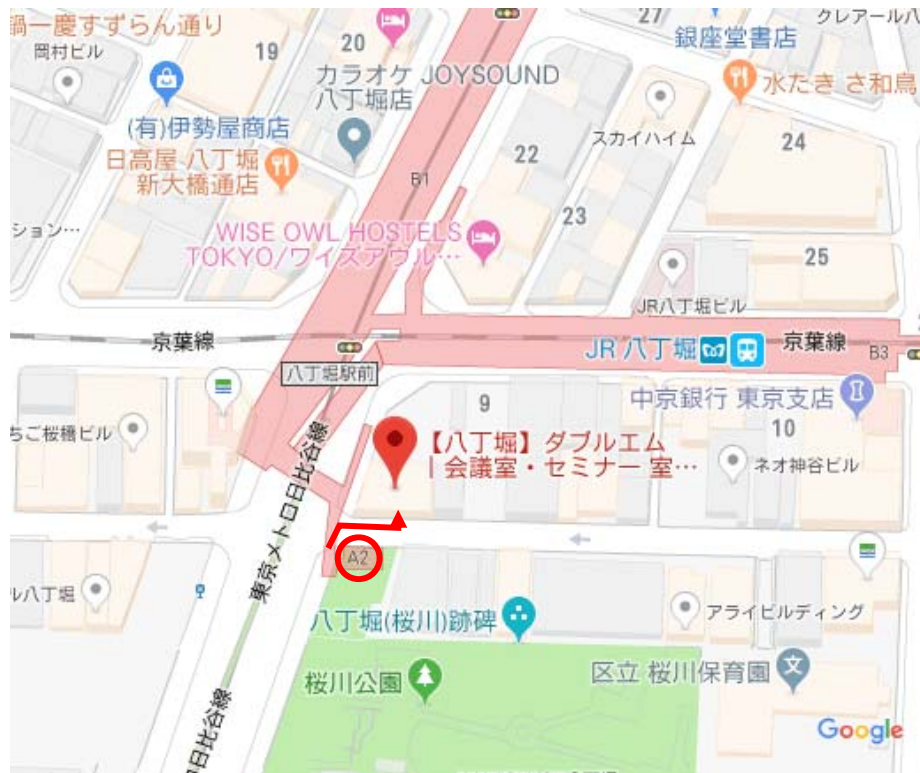 鍋一慶すずらん通り
岡村ビル
19
20
27
クレアール八
銀座堂書店
カラオケ JOYSOUND
八丁堀店
水たき さ和鳥
(有)伊勢屋商店
スカイハイム
24
日高屋 八丁堀
新大橋通店
22
B1
23
ション…
WISE OWL HOSTELS
TOKYO/ワイズアウル…
25
JR八丁堀ビル
京葉線
JR 八丁堀
京葉線
B3
八丁堀駅前
9
中京銀行 東京支店
ちご桜橋ビル
【八丁堀】ダブルエム
|会議室・セミナー 室…
10
ネオ神谷ビル
東京メトロ日比谷線
A2
ル八丁堀
八丁堀(桜川)跡碑
アライビルディング
桜川公園
区立 桜川保育園
文
日比谷線
Google